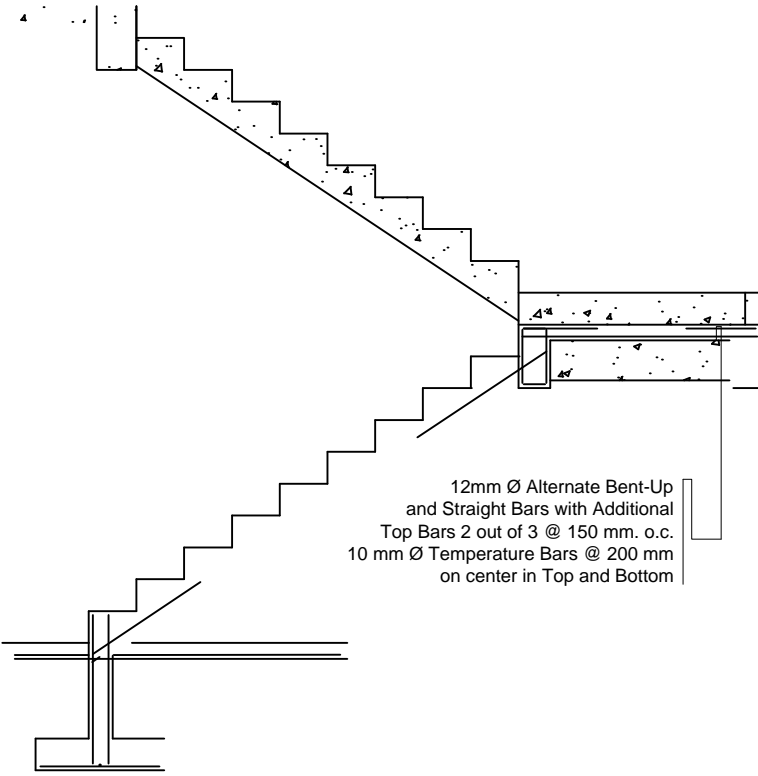 12mm Ø Alternate Bent-Up
and Straight Bars with Additional
Top Bars 2 out of 3 @ 150 mm. o.c.
10 mm Ø Temperature Bars @ 200 mm
on center in Top and Bottom